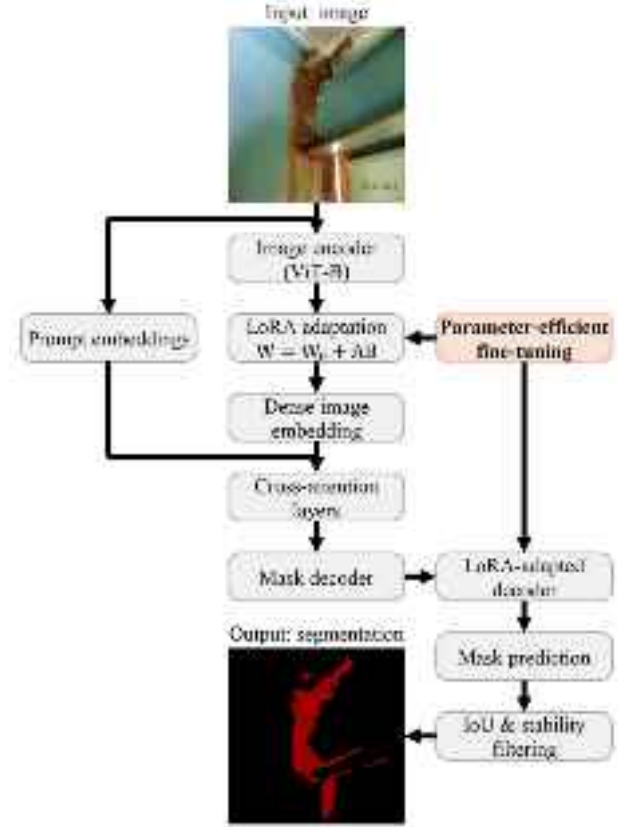 Input image
Image encoder
(ViT-B)
Prompt embeddings
LoRA adaptation
W = W₀ + AB
Parameter-efficient
fine-tuning
Dense image
embedding
Cross-attention
layers
Mask decoder
LoRA-adapted
decoder
Output: segmentation
Mask prediction
IoU & stability
filtering